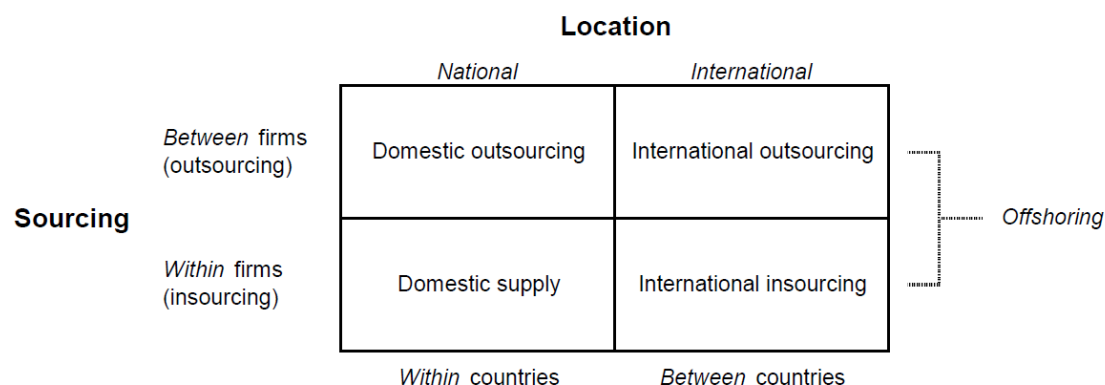 Location
National International
Between firms
(outsourcing)
Domestic outsourcing International outsourcing
Sourcing
Offshoring
Within firms
(insourcing)
Domestic supply International insourcing
Within countries Between countries